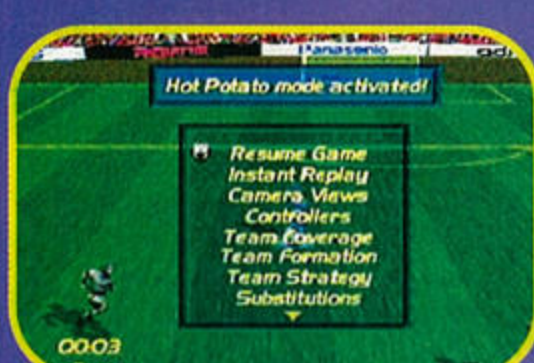 Panasonic
Hot Potato mode activated!
Resume Game
Instant Replay
Camera Views
Controllers
Team Coverage
Team Formation
Team Strategy
Substitutions
00:03